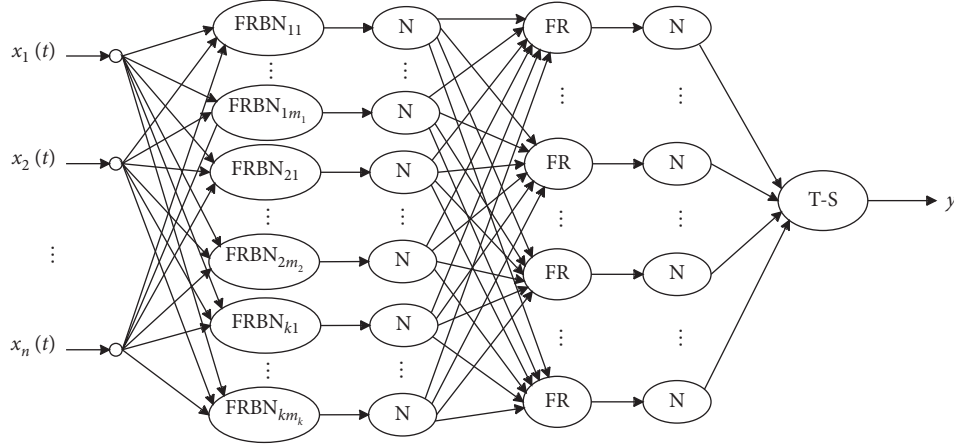 x₁(t)
x₂(t)
⋮
xₙ(t)
FRBN₁₁
⋯
FRBN₁ₘ₁
FRBN₂₁
⋯
FRBN₂ₘ₂
FRBNₖ₁
⋯
FRBNₖₘₖ
N
⋯
N
N
⋯
N
N
⋯
N
FR
⋮
FR
⋮
FR
⋮
FR
N
⋮
N
⋮
N
⋮
N
T-S
y